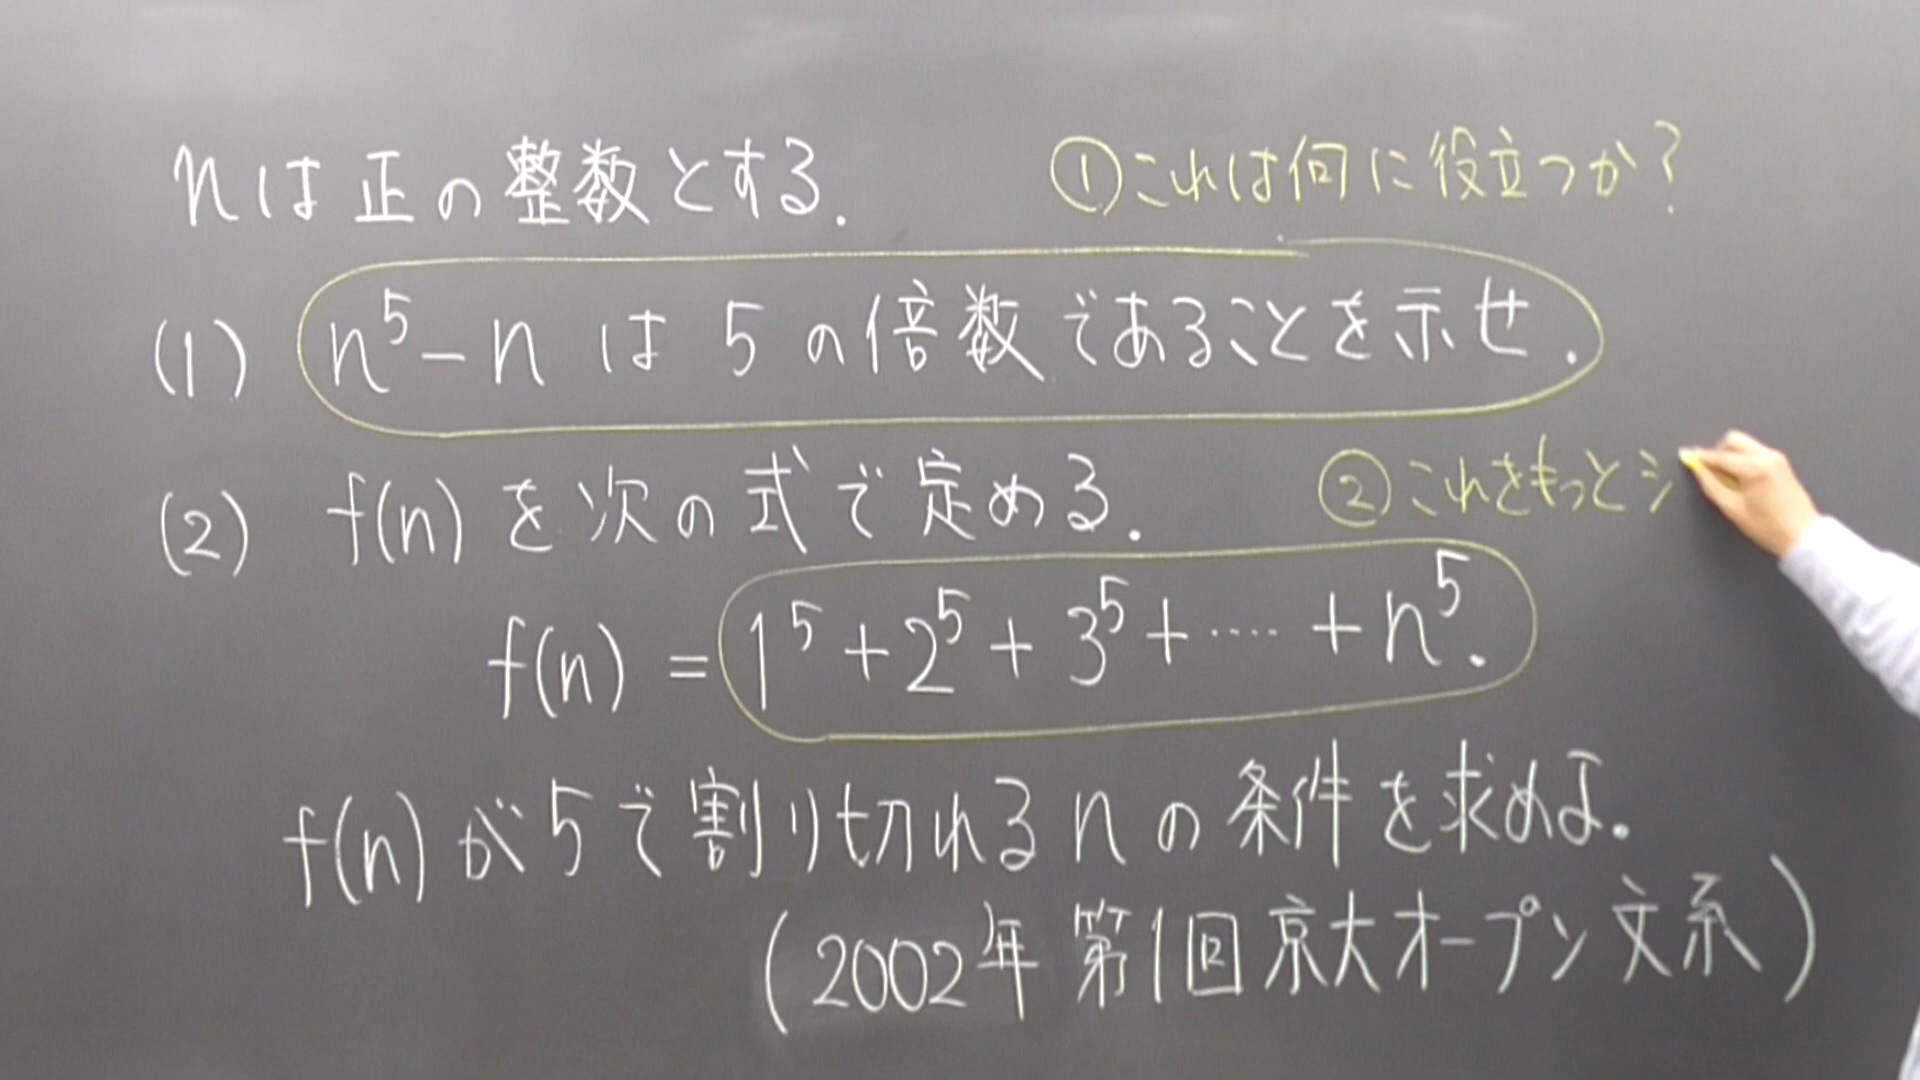 nは正の整数とする.
①これは何に役立つか?
(1) n⁵-n は 5 の倍数であることを示せ.
(2) f(n) を次の式で定める.
②これをもっとシ
f(n) = 1⁵+2⁵+3⁵+‥‥+n⁵.
f(n)が5で割り切れるnの条件を求めよ.
(2002年 第1回京大オープン文系)